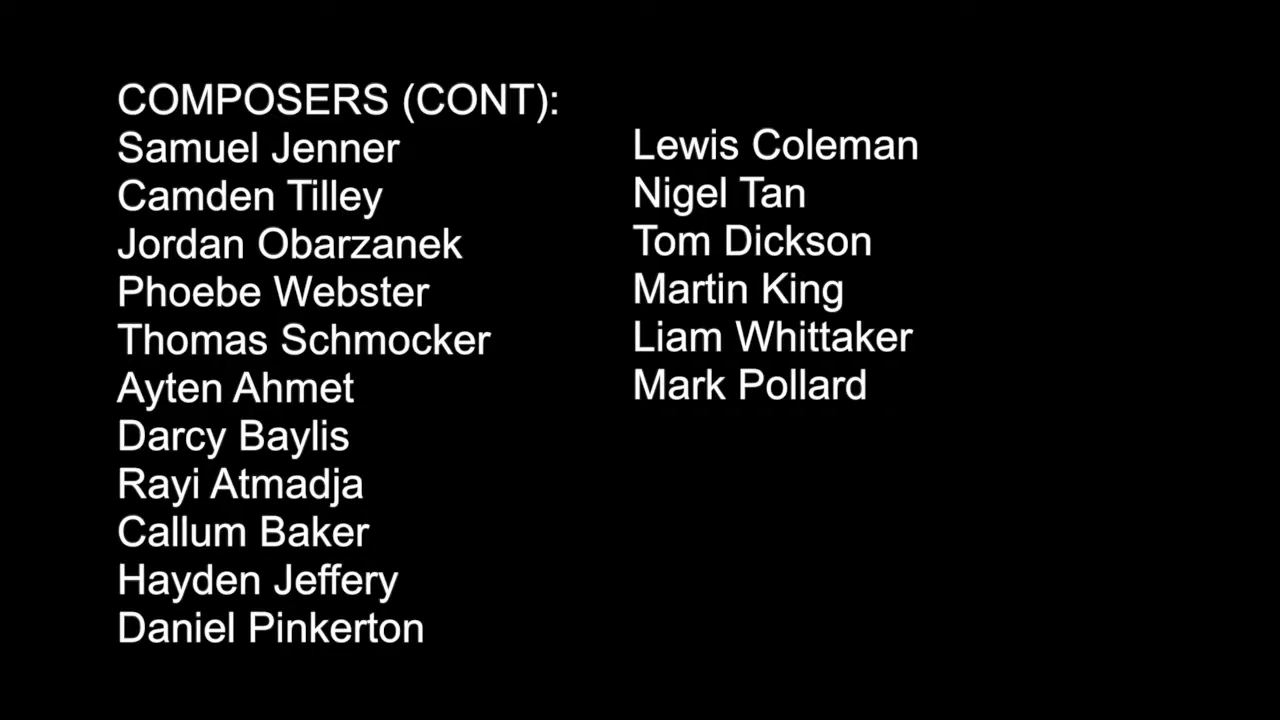 COMPOSERS (CONT):
Samuel Jenner
Camden Tilley
Jordan Obarzanek
Phoebe Webster
Thomas Schmocker
Ayten Ahmet
Darcy Baylis
Rayi Atmadja
Callum Baker
Hayden Jeffery
Daniel Pinkerton
Lewis Coleman
Nigel Tan
Tom Dickson
Martin King
Liam Whittaker
Mark Pollard